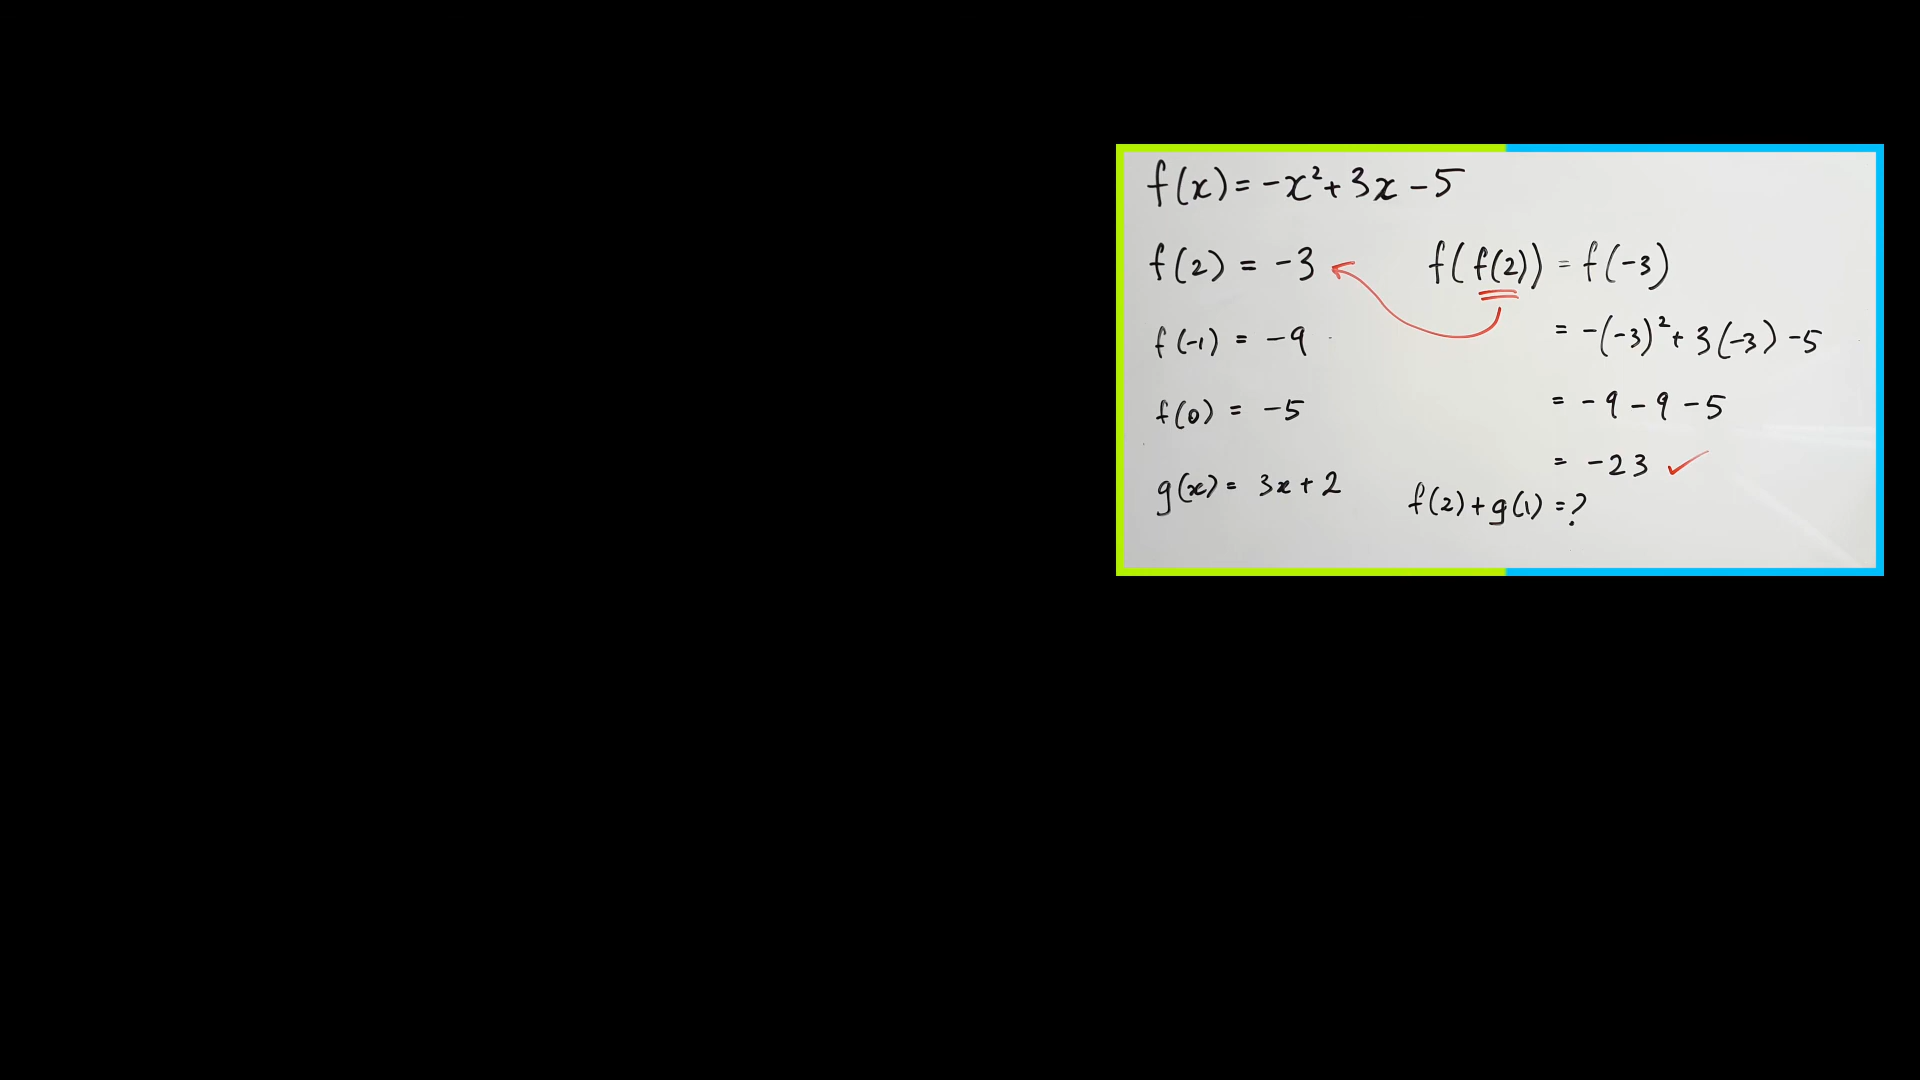 f(x) = -x² + 3x - 5
f(2) = -3
f(-1) = -9
f(0) = -5
g(x) = 3x + 2
f(f(2)) = f(-3)
= -(-3)² + 3(-3) - 5
= -9 - 9 - 5
= -23 ✓
f(2) + g(1) = ?